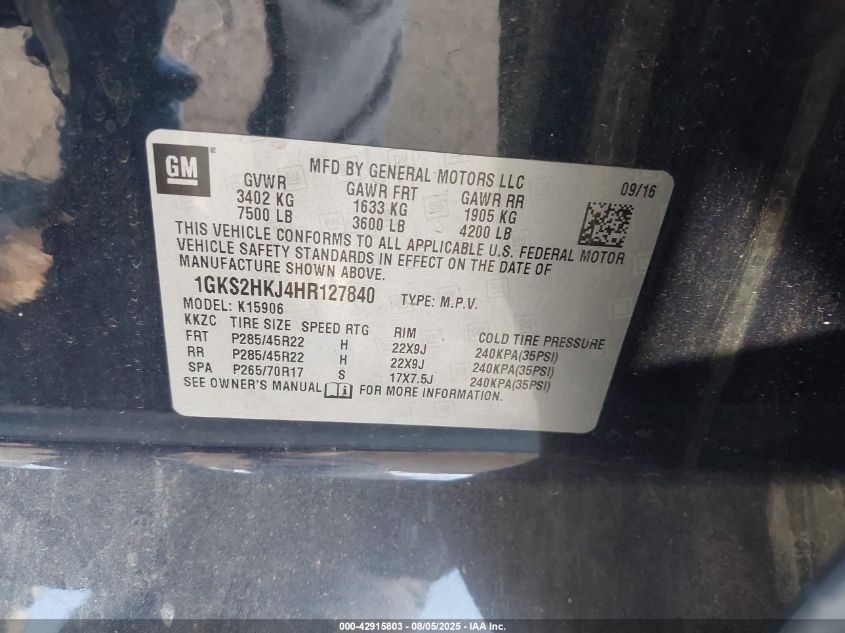 GM
MFD BY GENERAL MOTORS LLC
09/16
GVWR GAWR FRT GAWR RR
3402 KG 1633 KG 1905 KG
7500 LB 3600 LB 4200 LB
THIS VEHICLE CONFORMS TO ALL APPLICABLE U.S. FEDERAL MOTOR
VEHICLE SAFETY STANDARDS IN EFFECT ON THE DATE OF
MANUFACTURE SHOWN ABOVE.
1GKS2HKJ4HR127840 TYPE: M.P.V.
MODEL: K15906
KKZC TIRE SIZE SPEED RTG RIM COLD TIRE PRESSURE
FRT P285/45R22 H 22X9J 240KPA(35PSI)
RR P285/45R22 H 22X9J 240KPA(35PSI)
SPA P265/70R17 S 17X7.5J 240KPA(35PSI)
SEE OWNER'S MANUAL FOR MORE INFORMATION.
000-42915803 - 08/05/2025 - IAA, Inc.